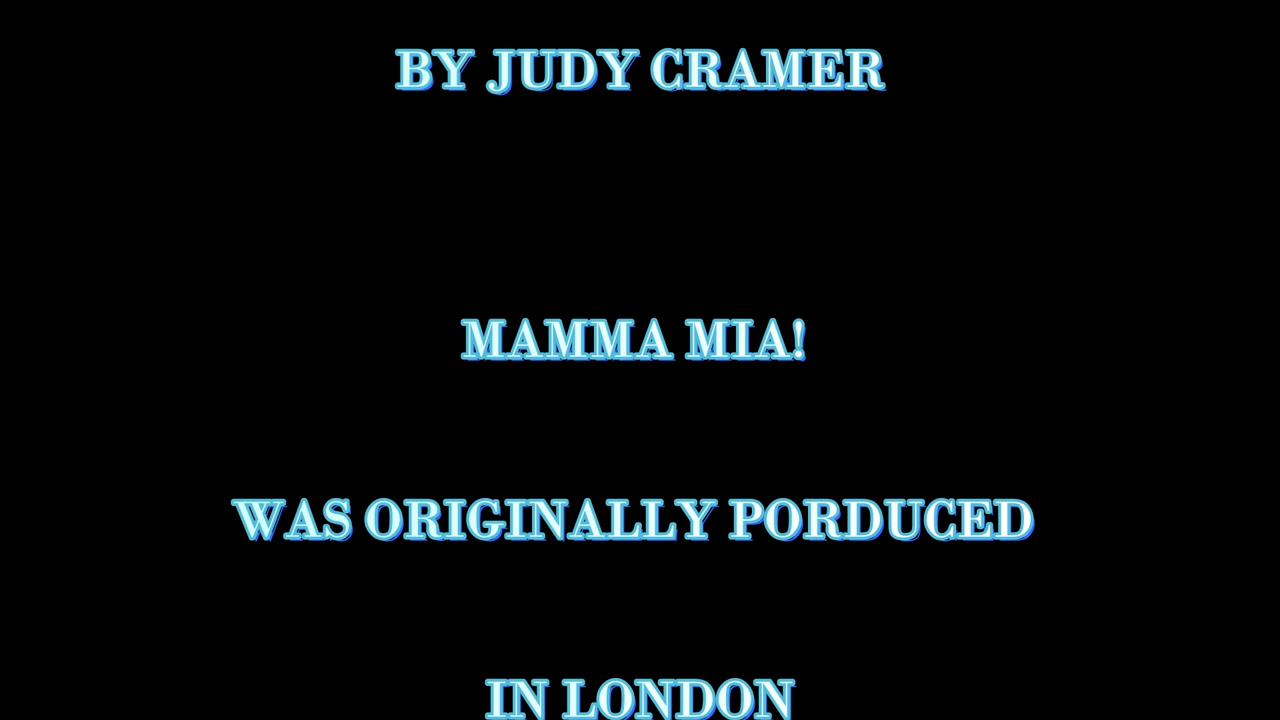 BY JUDY CRAMER
MAMMA MIA!
WAS ORIGINALLY PORDUCED
IN LONDON